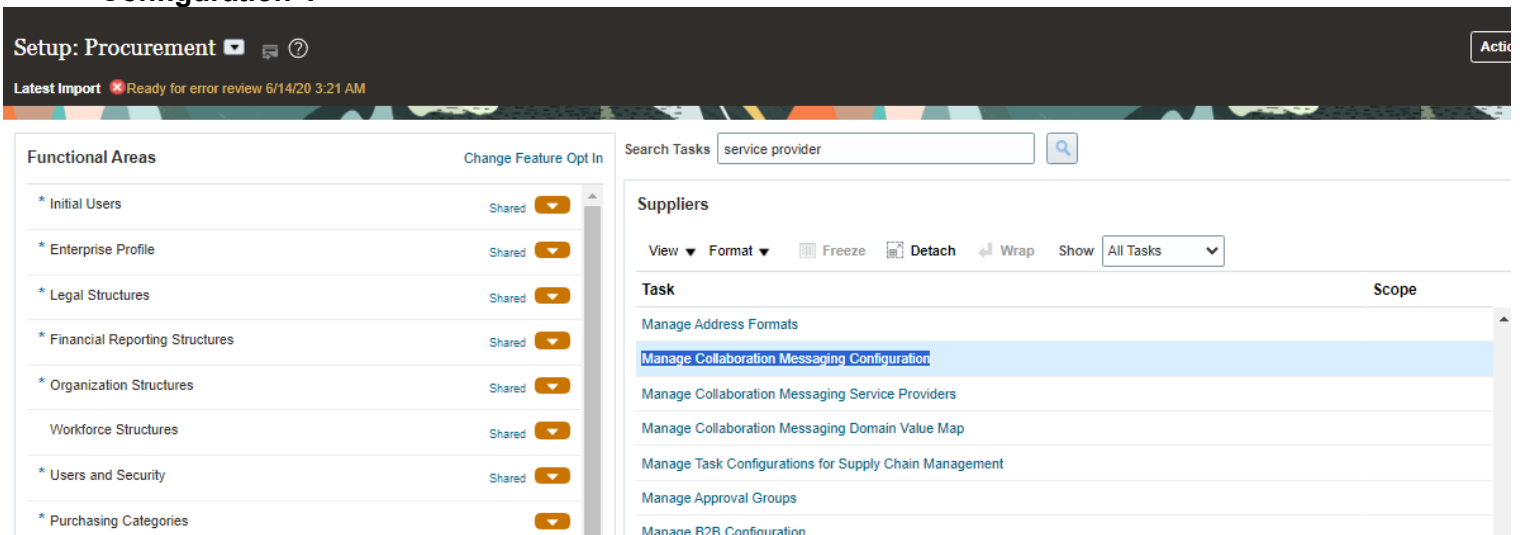 Setup: Procurement
Actio
Latest Import Ready for error review 6/14/20 3:21 AM
Functional Areas
Change Feature Opt In
* Initial Users Shared
* Enterprise Profile Shared
* Legal Structures Shared
* Financial Reporting Structures Shared
* Organization Structures Shared
Workforce Structures Shared
* Users and Security Shared
* Purchasing Categories
Search Tasks service provider
Suppliers
View Format Freeze Detach Wrap Show All Tasks
Task Scope
Manage Address Formats
Manage Collaboration Messaging Configuration
Manage Collaboration Messaging Service Providers
Manage Collaboration Messaging Domain Value Map
Manage Task Configurations for Supply Chain Management
Manage Approval Groups
Manage B2B Configuration